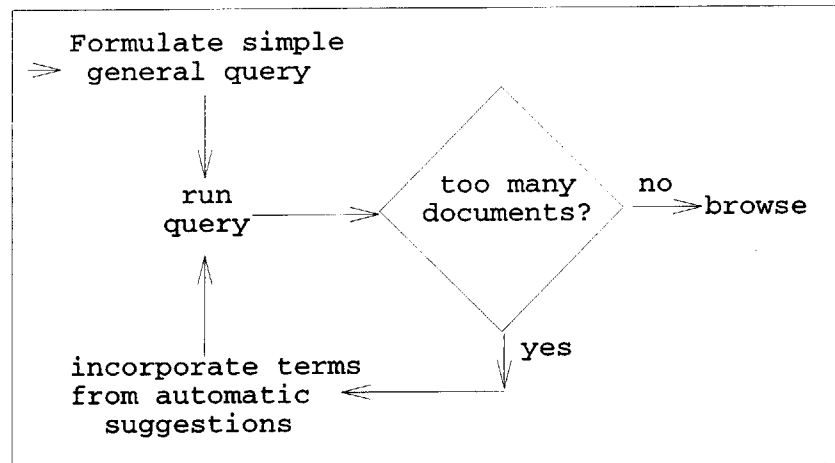 Formulate simple
general query
run
query
too many
documents?
no
browse
yes
incorporate terms
from automatic
suggestions